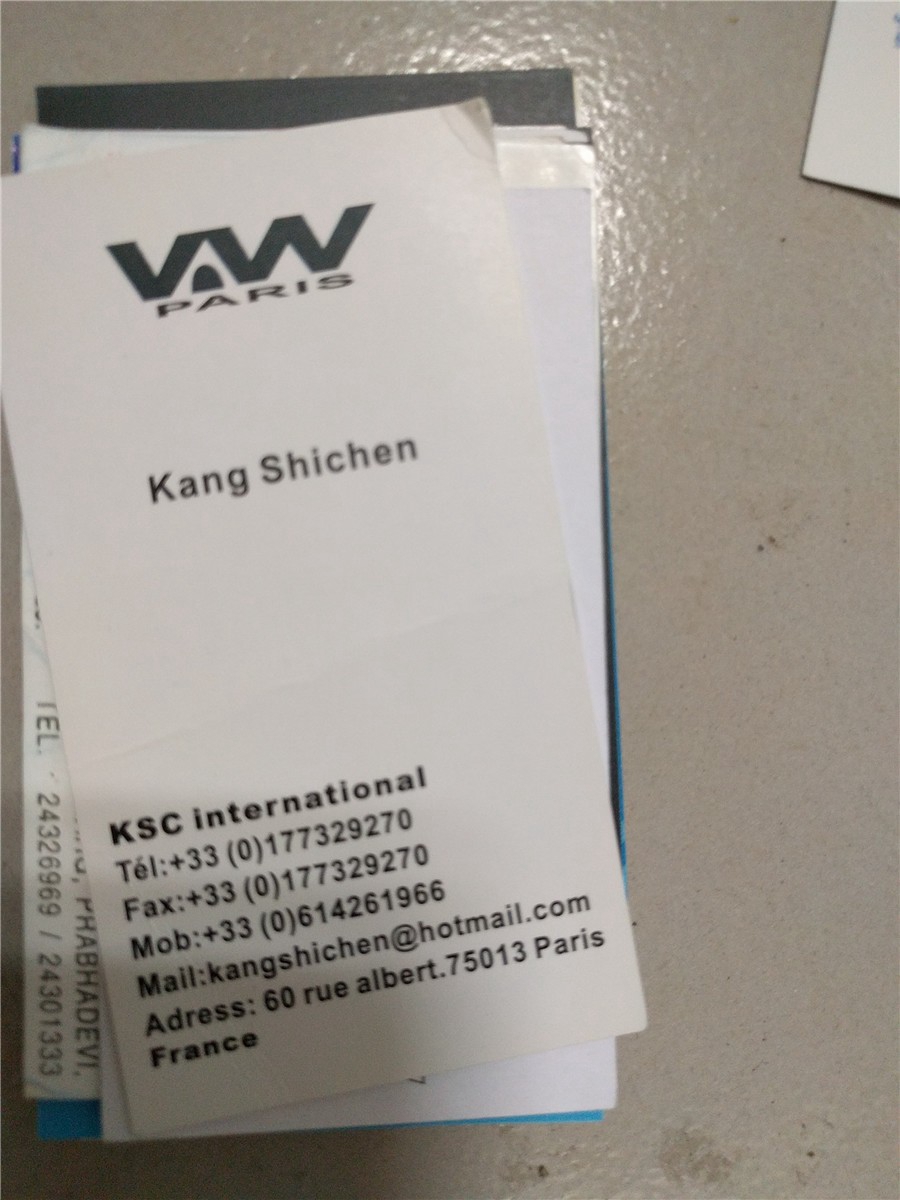 VAW
PARIS
Kang Shichen
KSC international
Tél:+33 (0)177329270
Fax:+33 (0)177329270
Mob:+33 (0)614261966
Mail:kangshichen@hotmail.com
Adress: 60 rue albert.75013 Paris
France
PRABHADEVI,
TEL. : 24326969 / 24301333